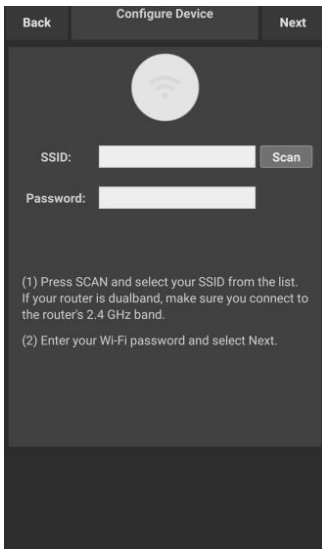 Back
Configure Device
Next
SSID:
Scan
Password:
(1) Press SCAN and select your SSID from the list.
If your router is dualband, make sure you connect to
the router's 2.4 GHz band.
(2) Enter your Wi-Fi password and select Next.